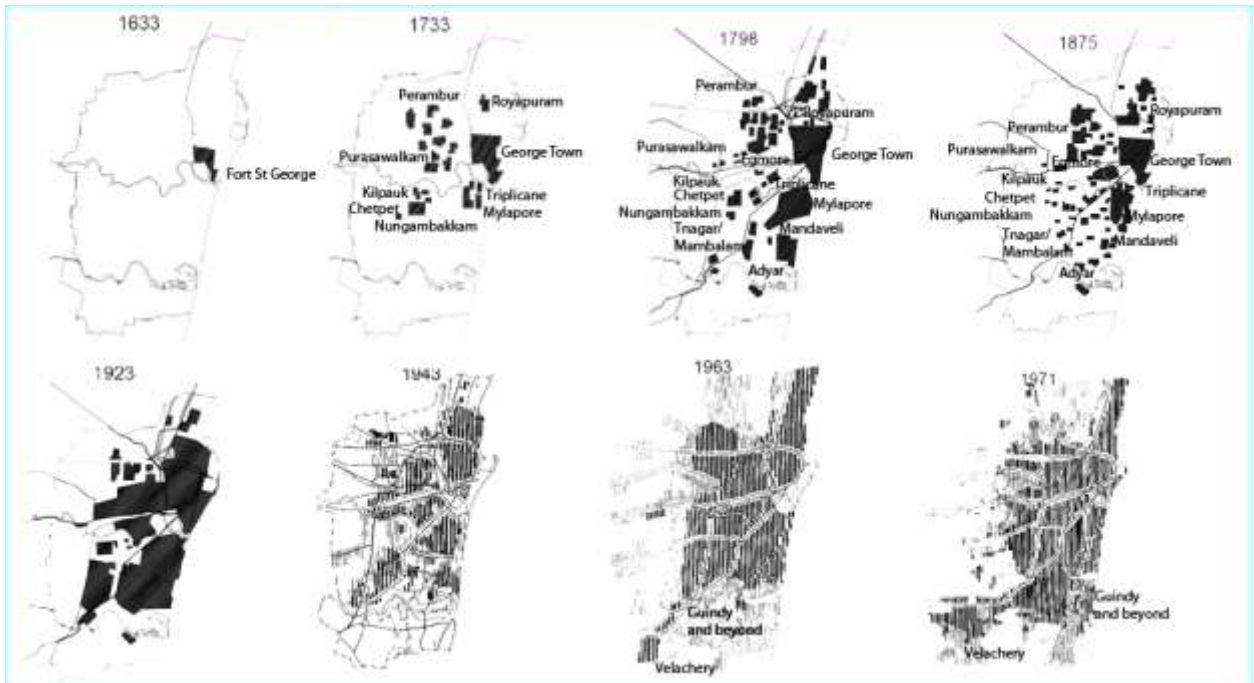 1633
Fort St George
1733
Perambur
Royapuram
Purasawalkam
George Town
Kilpauk
Chetpet
Nungambakkam
Triplicane
Mylapore
1798
Perambur
Royapuram
Purasawalkam
Egmore
George Town
Kilpauk
Chetpet
Triplicane
Nungambakkam
Mylapore
Tnagar/
Mambalam
Mandaveli
Adyar
1875
Royapuram
Perambur
Purasawalkam
Egmore
George Town
Kilpauk
Chetpet
Triplicane
Nungambakkam
Mylapore
Tnagar/
Mambalam
Mandaveli
Adyar
1923
1943
1963
Guindy
and beyond
Velachery
1971
Guindy
and beyond
Velachery